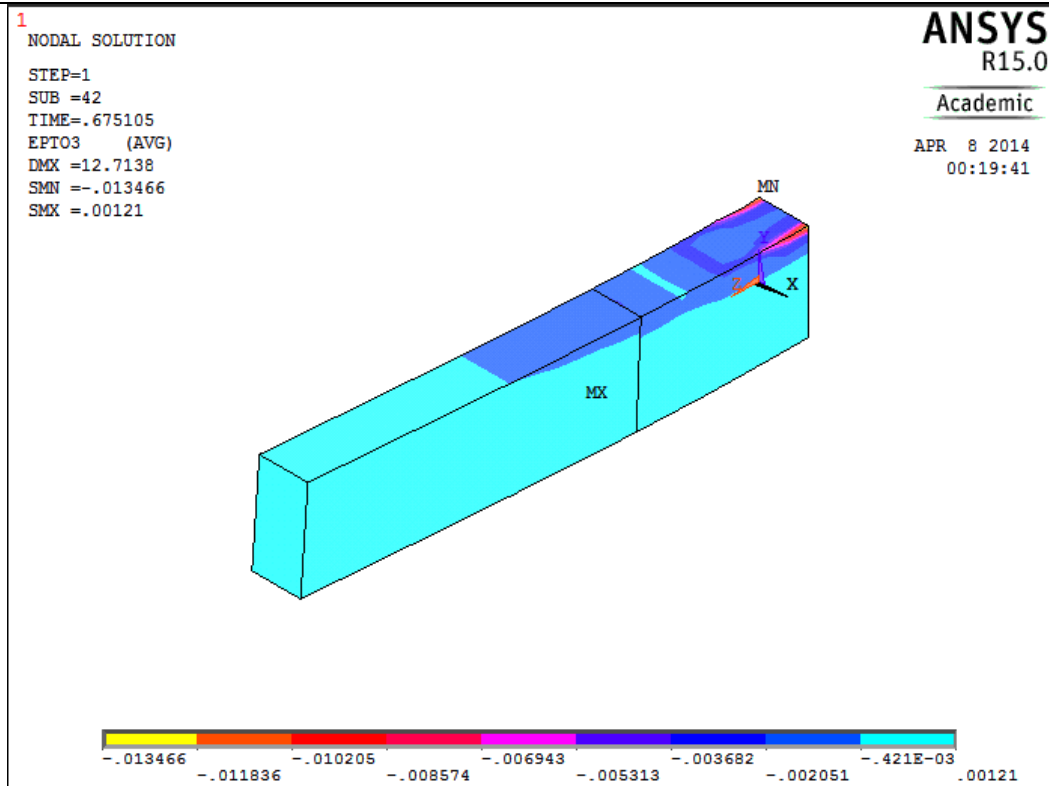 1
NODAL SOLUTION
STEP=1
SUB =42
TIME=.675105
EPTO3    (AVG)
DMX =12.7138
SMN =-.013466
SMX =.00121
ANSYS
R15.0
Academic
APR  8 2014
00:19:41
MN
Y
Z
X
MX
-.013466 -.010205 -.006943 -.003682 -.421E-03
-.011836 -.008574 -.005313 -.002051 .00121